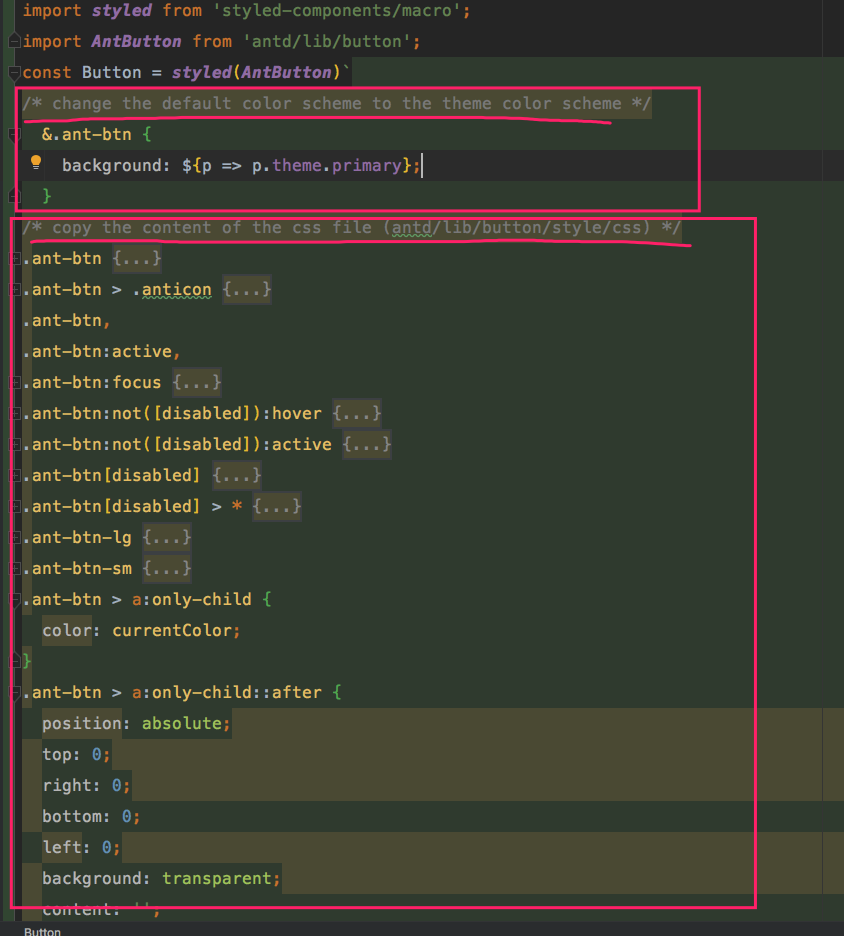 import styled from 'styled-components/macro';
import AntButton from 'antd/lib/button';
const Button = styled(AntButton)`
/* change the default color scheme to the theme color scheme */
&.ant-btn {
background: ${p => p.theme.primary};
}
/* copy the content of the css file (antd/lib/button/style/css) */
.ant-btn {...}
.ant-btn > .anticon {...}
.ant-btn,
.ant-btn:active,
.ant-btn:focus {...}
.ant-btn:not([disabled]):hover {...}
.ant-btn:not([disabled]):active {...}
.ant-btn[disabled] {...}
.ant-btn[disabled] > * {...}
.ant-btn-lg {...}
.ant-btn-sm {...}
.ant-btn > a:only-child {
color: currentColor;
}
.ant-btn > a:only-child::after {
position: absolute;
top: 0;
right: 0;
bottom: 0;
left: 0;
background: transparent;
content: '';
Button